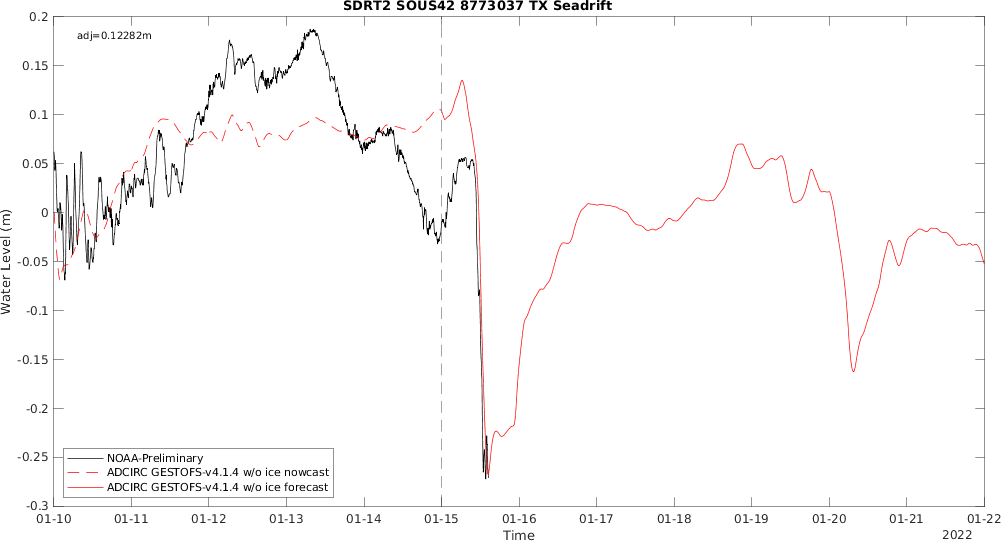 SDRT2 SOUS42 8773037 TX Seadrift
adj=0.12282m
Water Level (m)
0.2
0.15
0.1
0.05
0
-0.05
-0.1
-0.15
-0.2
-0.25
-0.3
NOAA-Preliminary
ADCIRC GESTOFS-v4.1.4 w/o ice nowcast
ADCIRC GESTOFS-v4.1.4 w/o ice forecast
01-10 01-11 01-12 01-13 01-14 01-15 01-16 01-17 01-18 01-19 01-20 01-21 01-22
Time
2022